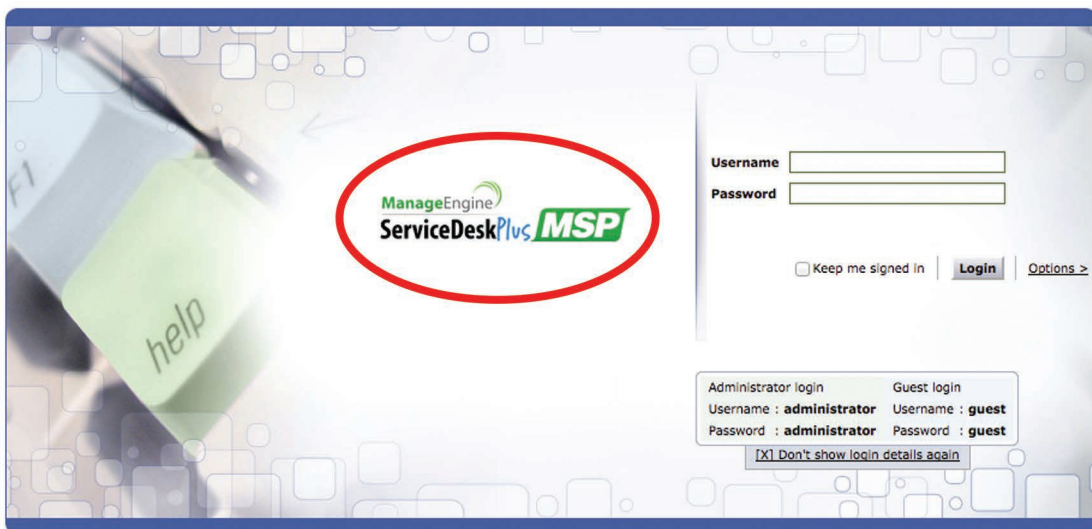 F1
help
ManageEngine
ServiceDeskPlus MSP
Username
Password
Keep me signed in Login Options >
Administrator login Guest login
Username : administrator Username : guest
Password : administrator Password : guest
[X] Don't show login details again